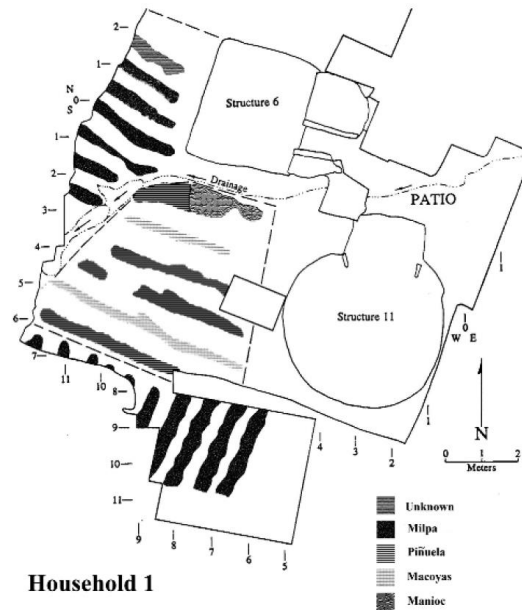 2
1
N
0
S
1
2
3
4
5
6
7
11
10
8
9
10
11
9
8
7
6
5
4
3
2
1
1
0
W E
Structure 6
Drainage
PATIO
Structure 11
N
0 1 2
Meters
Unknown
Milpa
Piñuela
Macoyas
Manioc
Household 1